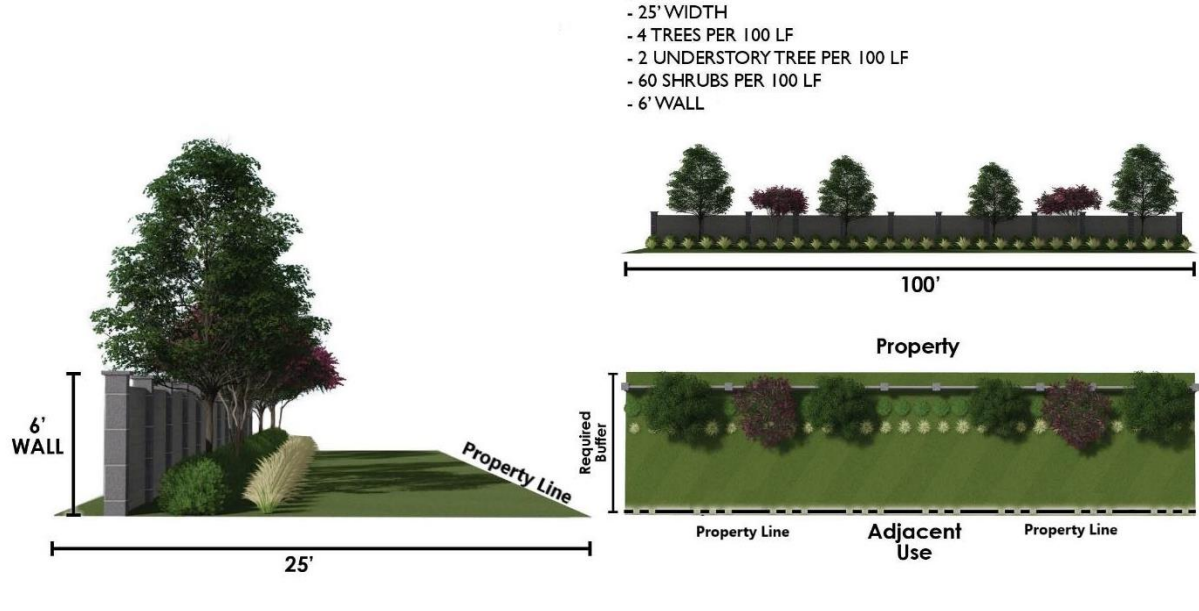 - 25' WIDTH
- 4 TREES PER 100 LF
- 2 UNDERSTORY TREE PER 100 LF
- 60 SHRUBS PER 100 LF
- 6' WALL
100'
6'
WALL
Property Line
25'
Property
Required
Buffer
Property Line
Adjacent
Use
Property Line